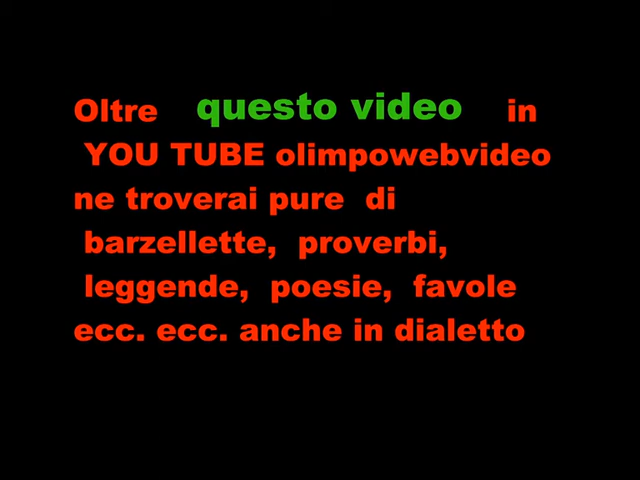 Oltre questo video in
YOU TUBE olimpowebvideo
ne troverai pure di
barzellette, proverbi,
leggende, poesie, favole
ecc. ecc. anche in dialetto